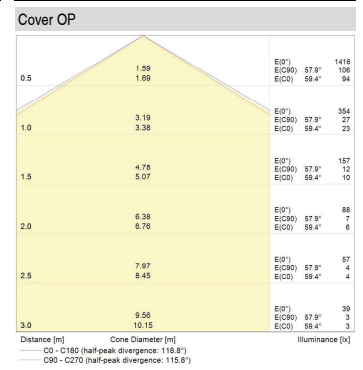 Cover OP
E(0°) 1416
1.59 E(C90) 57.9° 106
0.5 1.69 E(C0) 59.4° 94
E(0°) 354
3.19 E(C90) 57.9° 27
1.0 3.38 E(C0) 59.4° 23
E(0°) 157
4.78 E(C90) 57.9° 12
1.5 5.07 E(C0) 59.4° 10
E(0°) 88
6.38 E(C90) 57.9° 7
2.0 6.76 E(C0) 59.4° 6
E(0°) 57
7.97 E(C90) 57.9° 4
2.5 8.45 E(C0) 59.4° 4
E(0°) 39
9.56 E(C90) 57.9° 3
3.0 10.15 E(C0) 59.4° 3
Distance [m] Cone Diameter [m] Illuminance [lx]
C0 - C180 (half-peak divergence: 118.8°)
C90 - C270 (half-peak divergence: 115.8°)